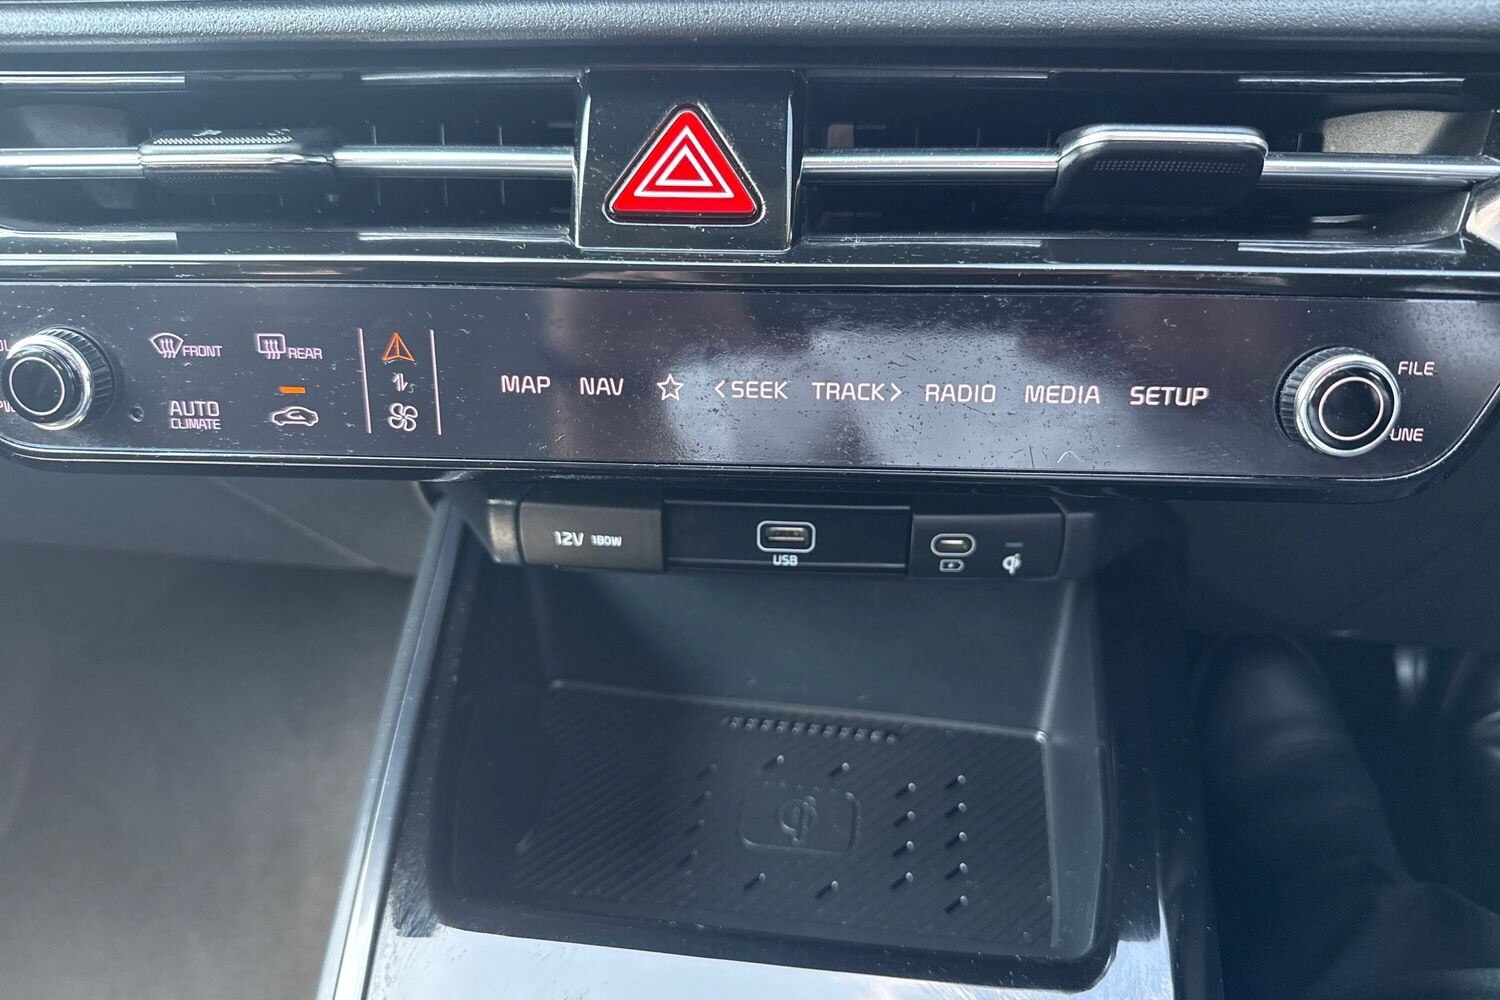 FRONT
REAR
AUTO
CLIMATE
MAP NAV SEEK TRACK RADIO MEDIA SETUP
FILE
12V 180W
USB